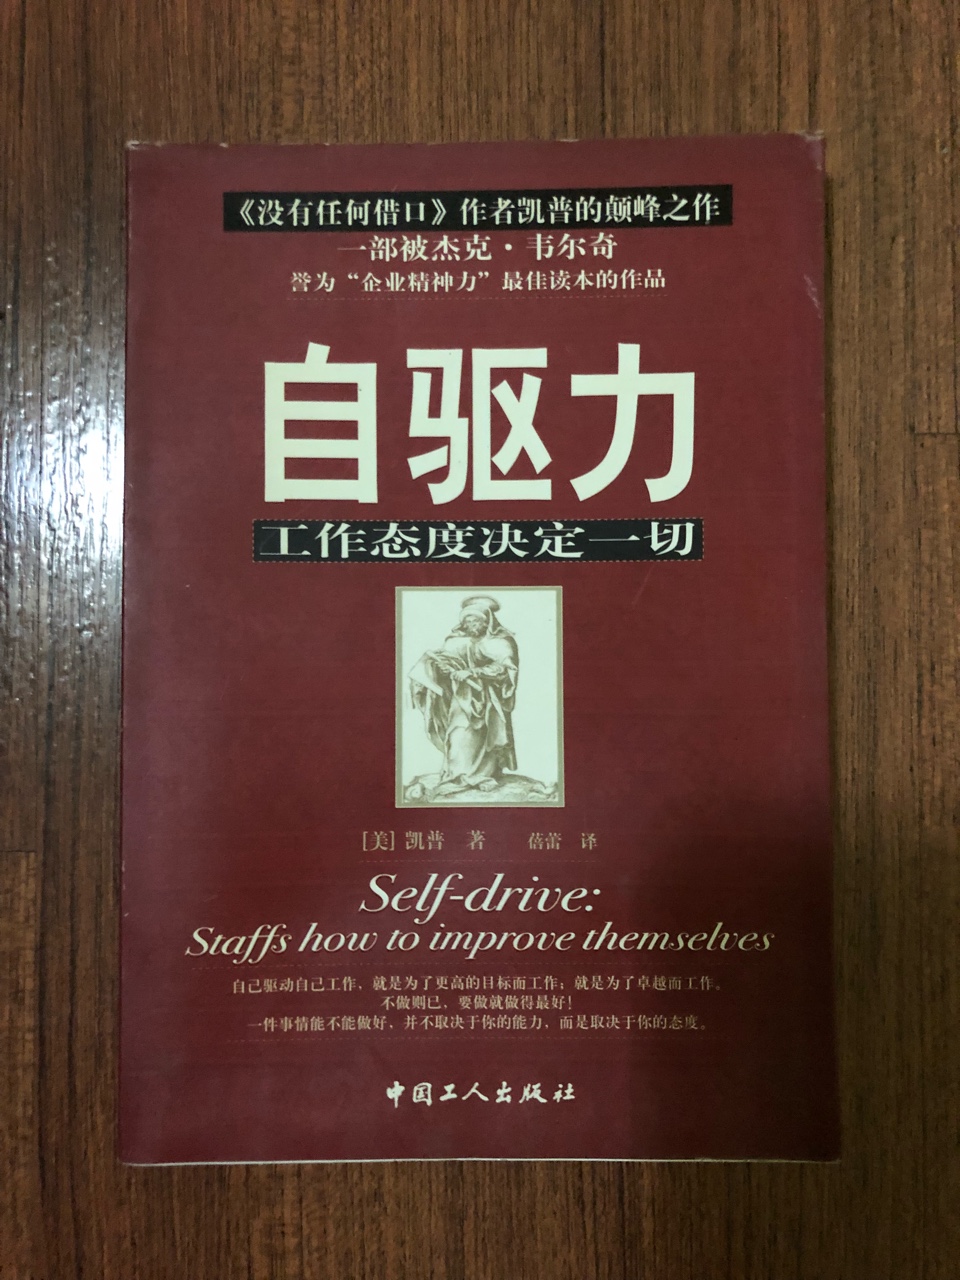 《没有任何借口》作者凯普的颠峰之作
一部被杰克·韦尔奇
誉为“企业精神力”最佳读本的作品
自驱力
工作态度决定一切
[美] 凯普 著 蓓蕾 译
Self-drive:
Staffs how to improve themselves
自己驱动自己工作，就是为了更高的目标而工作；就是为了卓越而工作。
不做则已，要做就做得最好！
一件事情能不能做好，并不取决于你的能力，而是取决于你的态度。
中国工人出版社